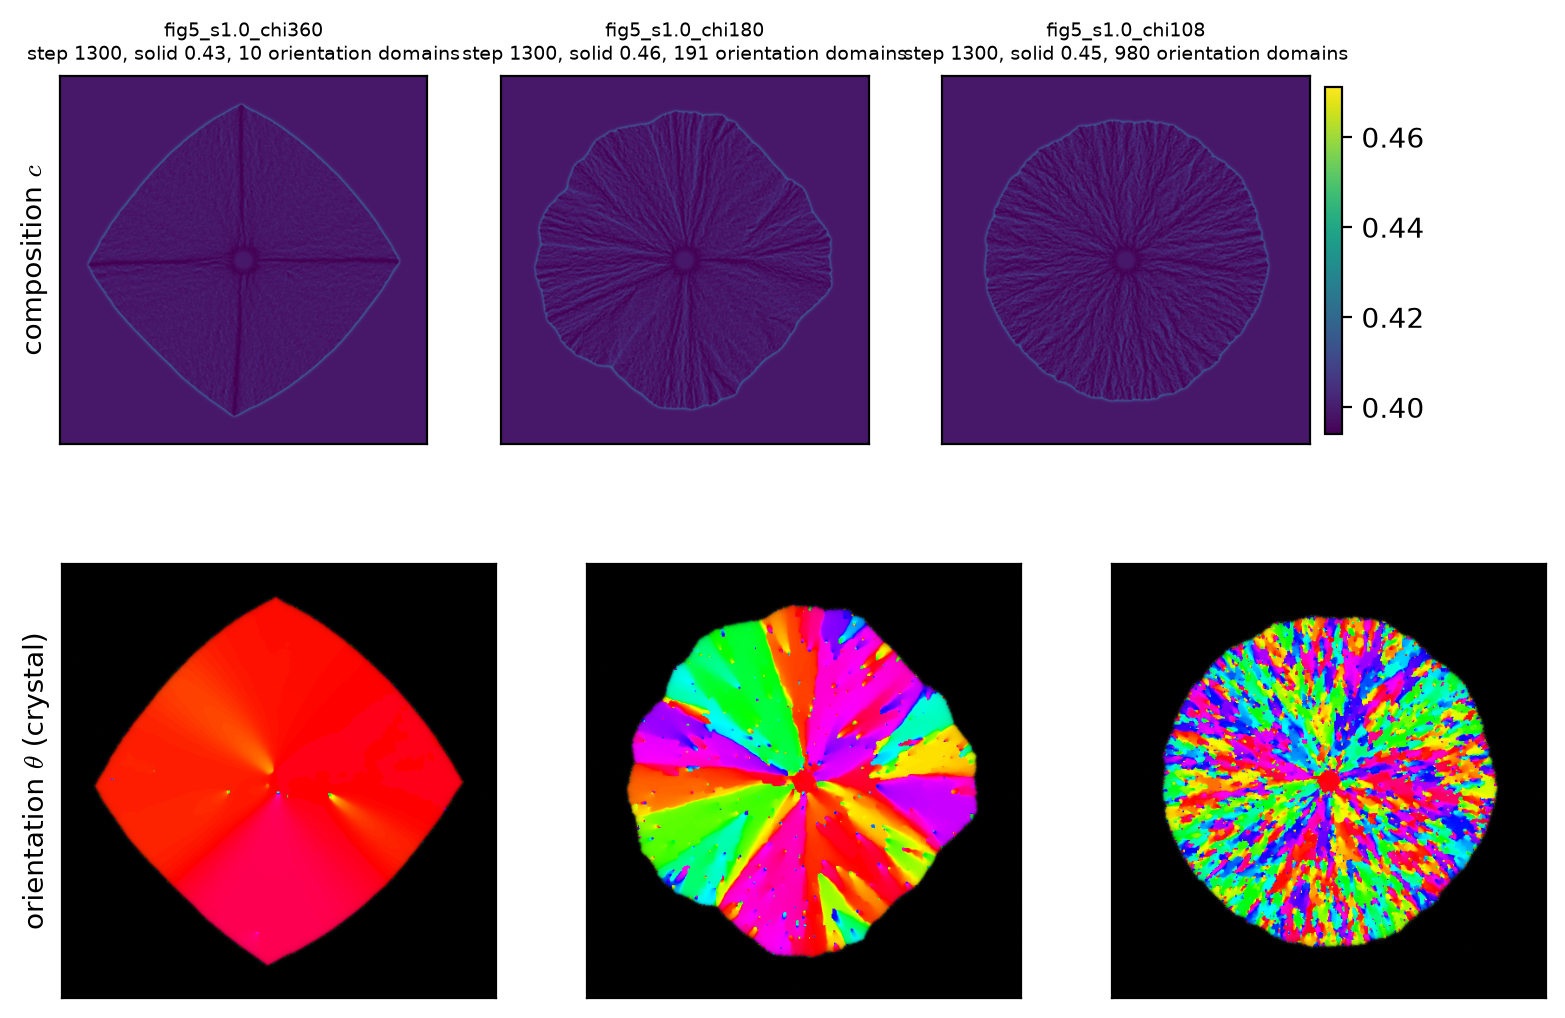 fig5_s1.0_chi360
step 1300, solid 0.43, 10 orientation domains
fig5_s1.0_chi180
step 1300, solid 0.46, 191 orientation domains
fig5_s1.0_chi108
step 1300, solid 0.45, 980 orientation domains
composition c
0.46
0.44
0.42
0.40
orientation θ (crystal)